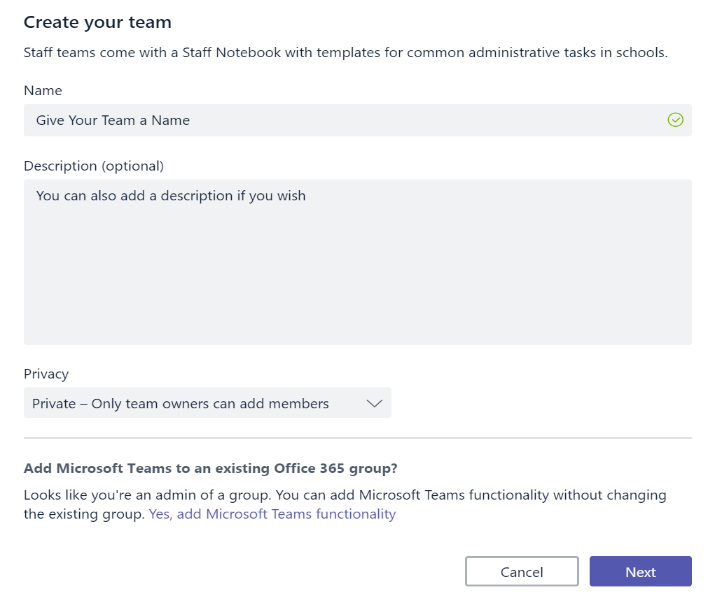 Create your team
Staff teams come with a Staff Notebook with templates for common administrative tasks in schools.
Name
Give Your Team a Name
Description (optional)
You can also add a description if you wish
Privacy
Private – Only team owners can add members
Add Microsoft Teams to an existing Office 365 group?
Looks like you're an admin of a group. You can add Microsoft Teams functionality without changing
the existing group. Yes, add Microsoft Teams functionality
Cancel
Next